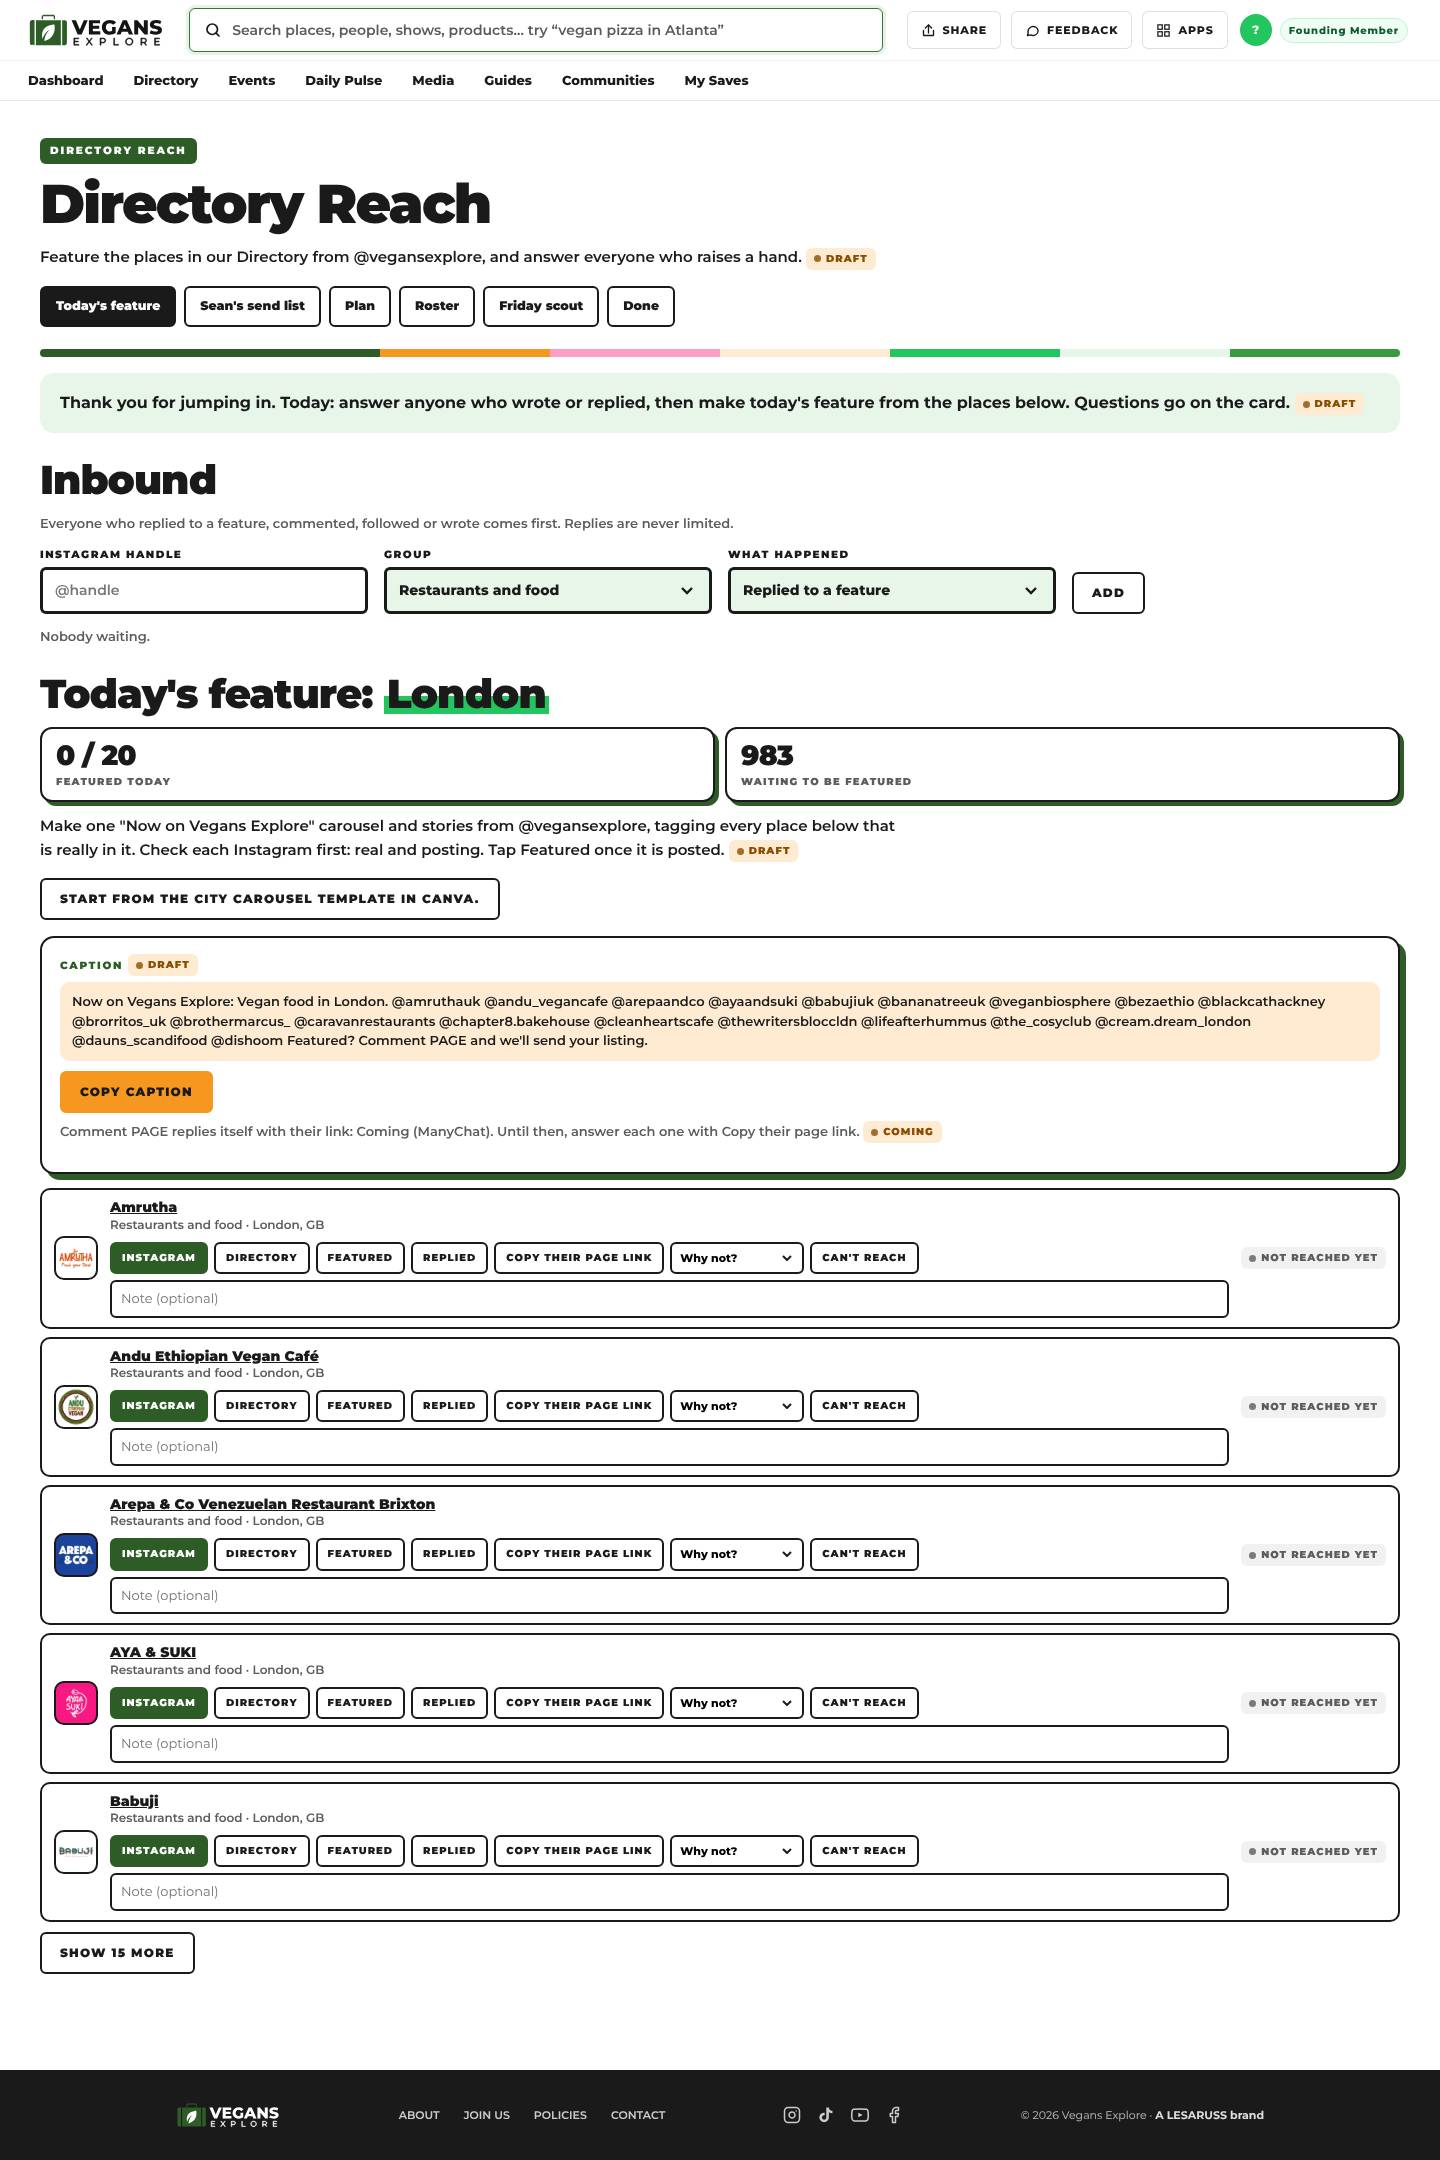 VEGANS
EXPLORE
Search places, people, shows, products... try “vegan pizza in Atlanta”
SHARE
FEEDBACK
APPS
?
Founding Member
Dashboard
Directory
Events
Daily Pulse
Media
Guides
Communities
My Saves
DIRECTORY REACH
Directory Reach
Feature the places in our Directory from @vegansexplore, and answer everyone who raises a hand. DRAFT
Today's feature
Sean's send list
Plan
Roster
Friday scout
Done
Thank you for jumping in. Today: answer anyone who wrote or replied, then make today's feature from the places below. Questions go on the card. DRAFT
Inbound
Everyone who replied to a feature, commented, followed or wrote comes first. Replies are never limited.
INSTAGRAM HANDLE
GROUP
WHAT HAPPENED
@handle
Restaurants and food
Replied to a feature
ADD
Nobody waiting.
Today's feature: London
0 / 20
FEATURED TODAY
983
WAITING TO BE FEATURED
Make one "Now on Vegans Explore" carousel and stories from @vegansexplore, tagging every place below that
is really in it. Check each Instagram first: real and posting. Tap Featured once it is posted. DRAFT
START FROM THE CITY CAROUSEL TEMPLATE IN CANVA.
CAPTION DRAFT
Now on Vegans Explore: Vegan food in London. @amruthauk @andu_vegancafe @arepaandco @ayaandsuki @babujiuk @bananatreeuk @veganbiosphere @bezaethio @blackcathackney
@brorritos_uk @brothermarcus_ @caravanrestaurants @chapter8.bakehouse @cleanheartscafe @thewritersbloccldn @lifeafterhummus @the_cosyclub @cream.dream_london
@dauns_scandifood @dishoom Featured? Comment PAGE and we'll send your listing.
COPY CAPTION
Comment PAGE replies itself with their link: Coming (ManyChat). Until then, answer each one with Copy their page link. COMING
AMRUTHA
Amrutha
Restaurants and food · London, GB
INSTAGRAM
DIRECTORY
FEATURED
REPLIED
COPY THEIR PAGE LINK
Why not?
CAN'T REACH
NOT REACHED YET
Note (optional)
ANDU
VEGAN
Andu Ethiopian Vegan Café
Restaurants and food · London, GB
INSTAGRAM
DIRECTORY
FEATURED
REPLIED
COPY THEIR PAGE LINK
Why not?
CAN'T REACH
NOT REACHED YET
Note (optional)
AREPA
&CO
Arepa & Co Venezuelan Restaurant Brixton
Restaurants and food · London, GB
INSTAGRAM
DIRECTORY
FEATURED
REPLIED
COPY THEIR PAGE LINK
Why not?
CAN'T REACH
NOT REACHED YET
Note (optional)
SUKI
AYA & SUKI
Restaurants and food · London, GB
INSTAGRAM
DIRECTORY
FEATURED
REPLIED
COPY THEIR PAGE LINK
Why not?
CAN'T REACH
NOT REACHED YET
Note (optional)
BABUJI
Babuji
Restaurants and food · London, GB
INSTAGRAM
DIRECTORY
FEATURED
REPLIED
COPY THEIR PAGE LINK
Why not?
CAN'T REACH
NOT REACHED YET
Note (optional)
SHOW 15 MORE
VEGANS
EXPLORE
ABOUT
JOIN US
POLICIES
CONTACT
© 2026 Vegans Explore · A LESARUSS brand